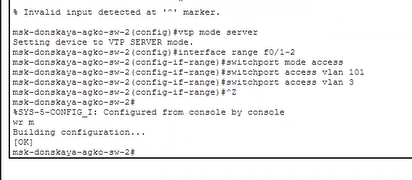 % Invalid input detected at '^' marker.
msk-donskaya-agko-sw-2(config)#vtp mode server
Setting device to VTP SERVER mode.
msk-donskaya-agko-sw-2(config)#interface range f0/1-2
msk-donskaya-agko-sw-2(config-if-range)#switchport mode access
msk-donskaya-agko-sw-2(config-if-range)#switchport access vlan 101
msk-donskaya-agko-sw-2(config-if-range)#switchport access vlan 3
msk-donskaya-agko-sw-2(config-if-range)#^Z
msk-donskaya-agko-sw-2#
%SYS-5-CONFIG_I: Configured from console by console
wr m
Building configuration...
[OK]
msk-donskaya-agko-sw-2#